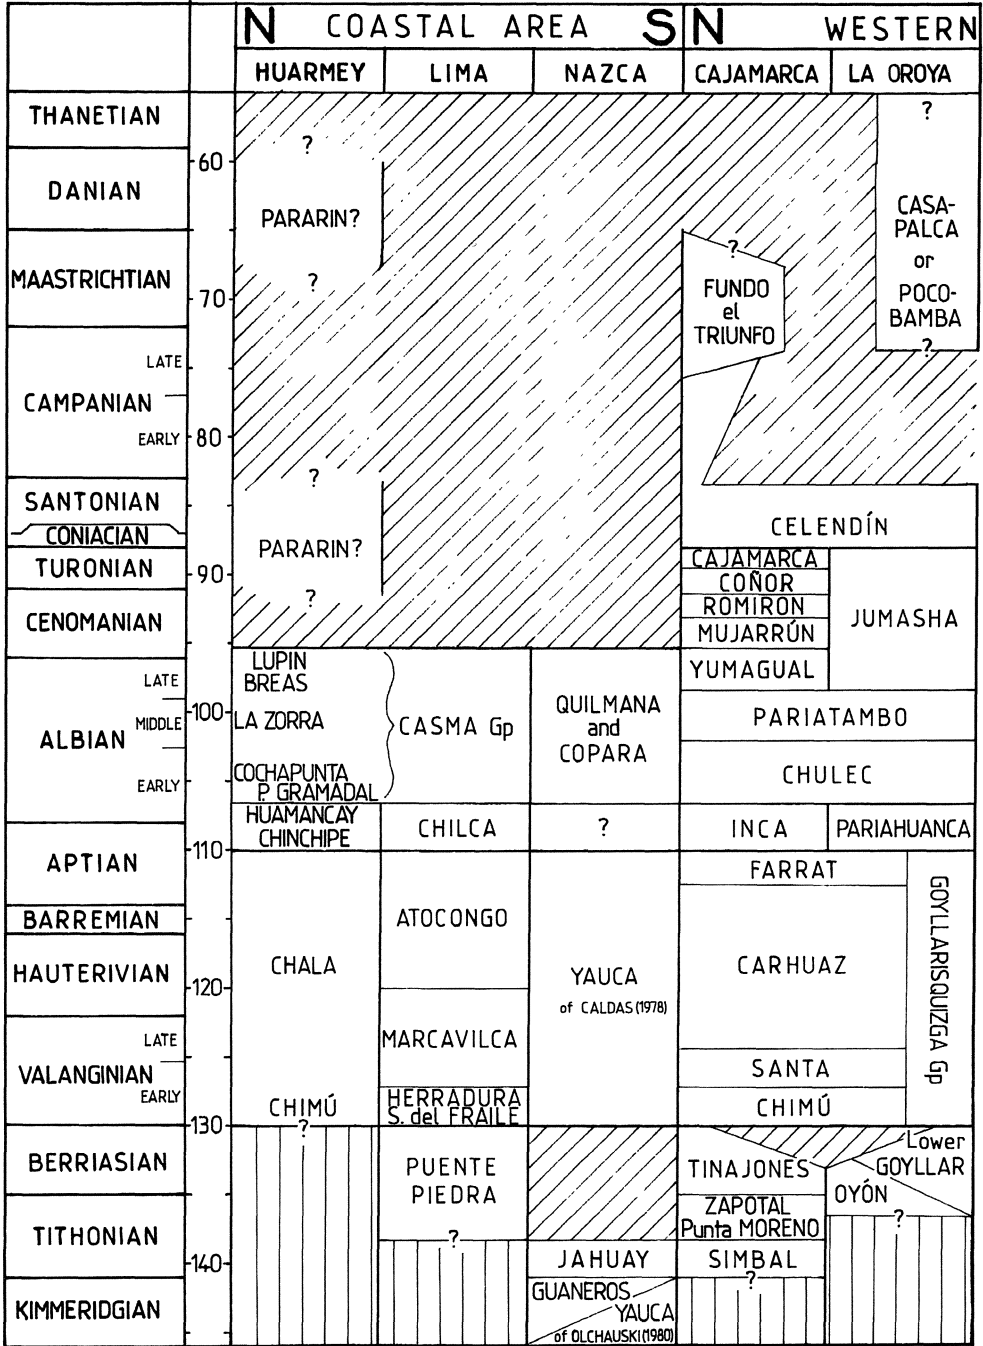 N COASTAL AREA S N WESTERN
HUARMEY LIMA NAZCA CAJAMARCA LA OROYA
THANETIAN
DANIAN
MAASTRICHTIAN
LATE
CAMPANIAN
EARLY
SANTONIAN
CONIACIAN
TURONIAN
CENOMANIAN
LATE
MIDDLE
ALBIAN
EARLY
APTIAN
BARREMIAN
HAUTERIVIAN
LATE
VALANGINIAN
EARLY
BERRIASIAN
TITHONIAN
KIMMERIDGIAN
60
70
80
90
100
110
120
130
140
?
PARARIN?
?
?
PARARIN?
?
LUPIN
BREAS
LA ZORRA
COCHAPUNTA
P. GRAMADAL
HUAMANCAY
CHINCHIPE
CHALA
CHIMÚ
?
CASMA Gp
CHILCA
ATOCONGO
MARCAVILCA
HERRADURA
S. del FRAILE
PUENTE
PIEDRA
?
QUILMANA
and
COPARA
?
YAUCA
of CALDAS (1978)
JAHUAY
GUANEROS
YAUCA
of OLCHAUSKI (1980)
?
FUNDO
el
TRIUNFO
?
CASA-
PALCA
or
POCO-
BAMBA
?
CELENDÍN
CAJAMARCA
COÑOR
ROMIRON
MUJARRÚN
YUMAGUAL
JUMASHA
PARIATAMBO
CHULEC
INCA
PARIAHUANCA
FARRAT
CARHUAZ
SANTA
CHIMÚ
GOYLLARISQUIZGA Gp
TINAJONES
ZAPOTAL
Punta MORENO
SIMBAL
?
Lower
GOYLLAR
OYÓN
?